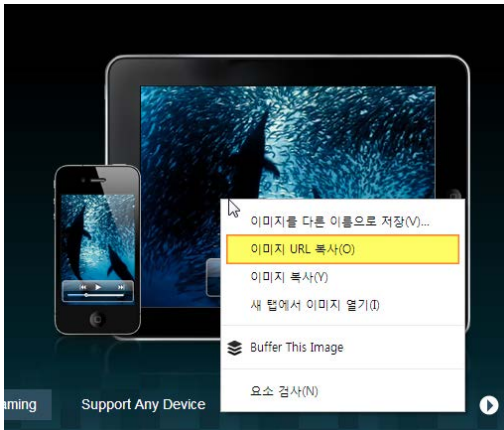 이미지를 다른 이름으로 저장(V)...
이미지 URL 복사(O)
이미지 복사(Y)
새 탭에서 이미지 열기(I)
Buffer This Image
요소 검사(N)
aming Support Any Device